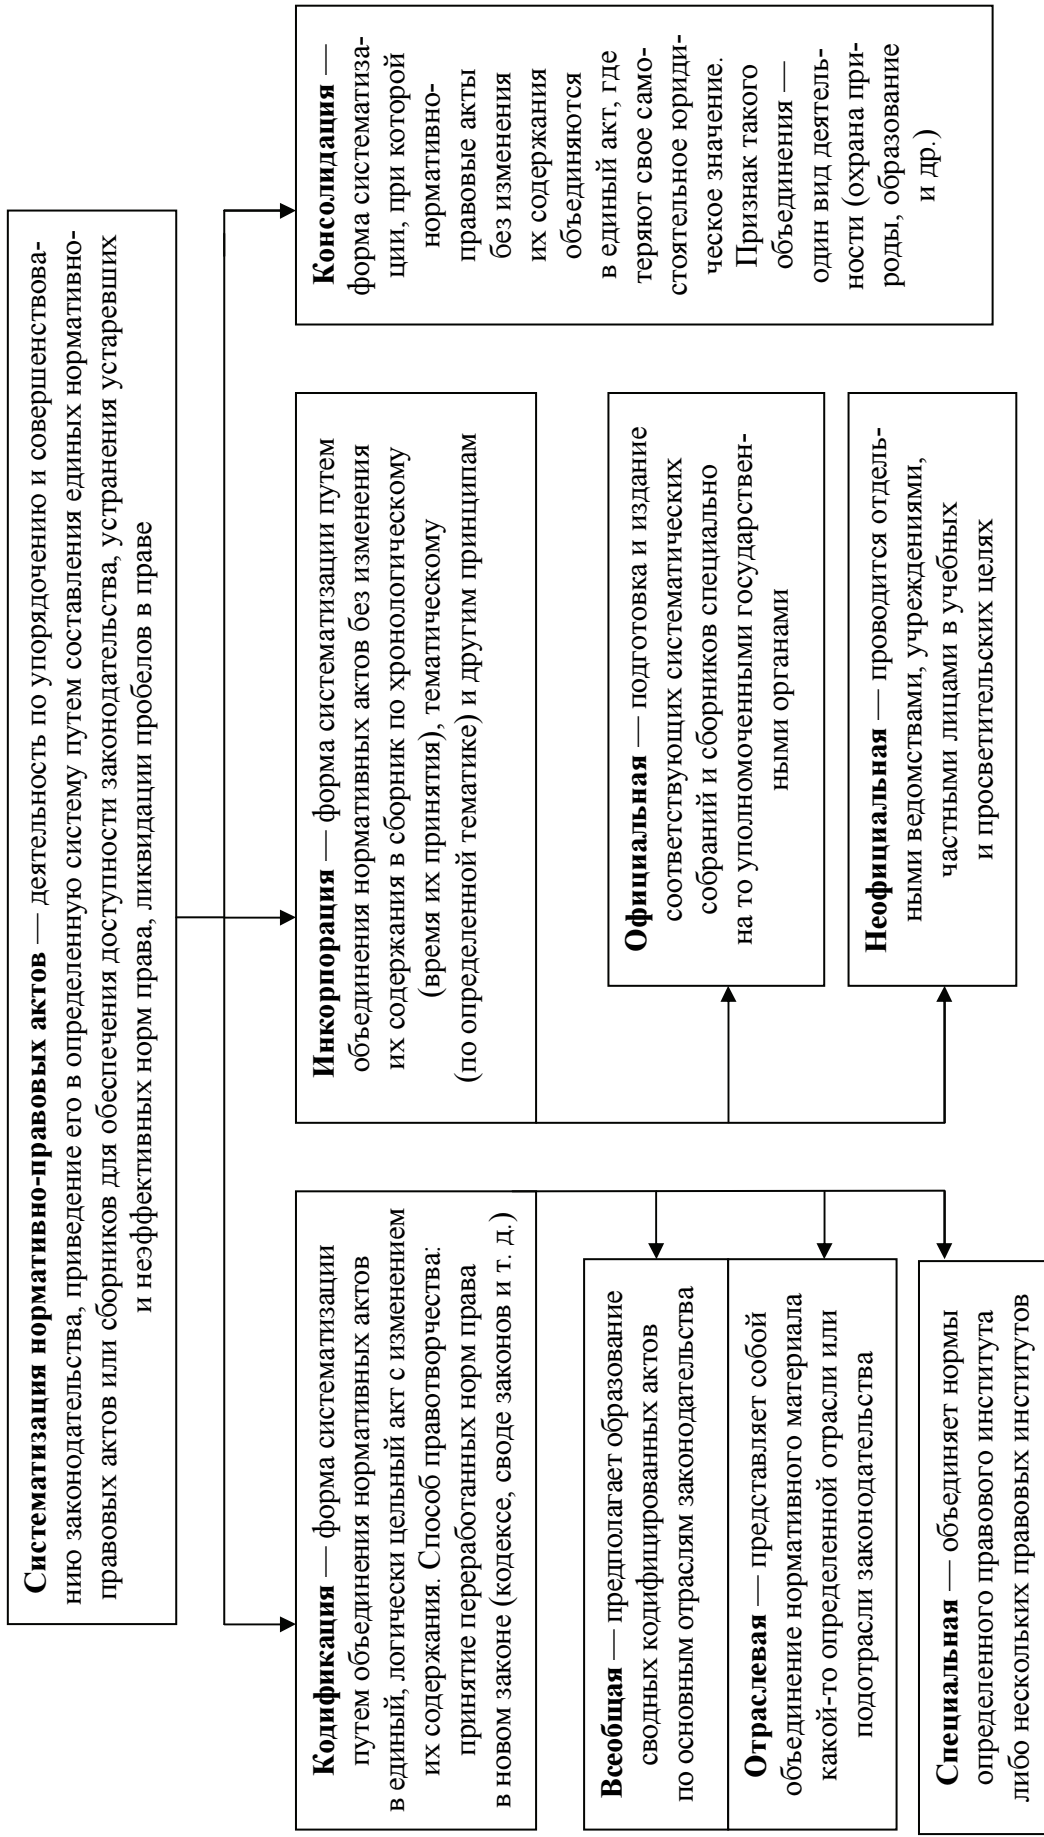 Систематизация нормативно-правовых актов — деятельность по упорядочению и совершенствова-
нию законодательства, приведение его в определенную систему путем составления единых нормативно-
правовых актов или сборников для обеспечения доступности законодательства, устранения устаревших
и неэффективных норм права, ликвидации пробелов в праве
Кодификация — форма систематизации
путем объединения нормативных актов
в единый, логически цельный акт с изменением
их содержания. Способ правотворчества:
принятие переработанных норм права
в новом законе (кодексе, своде законов и т. д.)
Всеобщая — предполагает образование
сводных кодифицированных актов
по основным отраслям законодательства
Отраслевая — представляет собой
объединение нормативного материала
какой-то определенной отрасли или
подотрасли законодательства
Специальная — объединяет нормы
определенного правового института
либо нескольких правовых институтов
Инкорпорация — форма систематизации путем
объединения нормативных актов без изменения
их содержания в сборник по хронологическому
(время их принятия), тематическому
(по определенной тематике) и другим принципам
Официальная — подготовка и издание
соответствующих систематических
собраний и сборников специально
на то уполномоченными государствен-
ными органами
Неофициальная — проводится отдель-
ными ведомствами, учреждениями,
частными лицами в учебных
и просветительских целях
Консолидация —
форма систематиза-
ции, при которой
нормативно-
правовые акты
без изменения
их содержания
объединяются
в единый акт, где
теряют свое само-
стоятельное юриди-
ческое значение.
Признак такого
объединения —
один вид деятель-
ности (охрана при-
роды, образование
и др.)